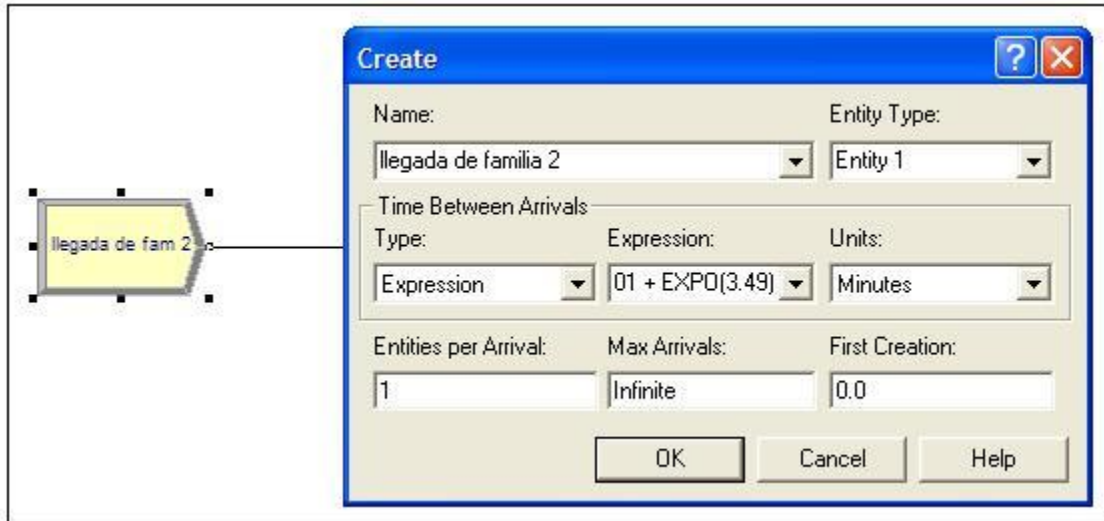 Create
Name:
Entity Type:
llegada de familia 2
Entity 1
llegada de fam 2
Time Between Arrivals
Type:
Expression:
Units:
Expression
01 + EXPO(3.49)
Minutes
Entities per Arrival:
Max Arrivals:
First Creation:
1
Infinite
0.0
OK
Cancel
Help